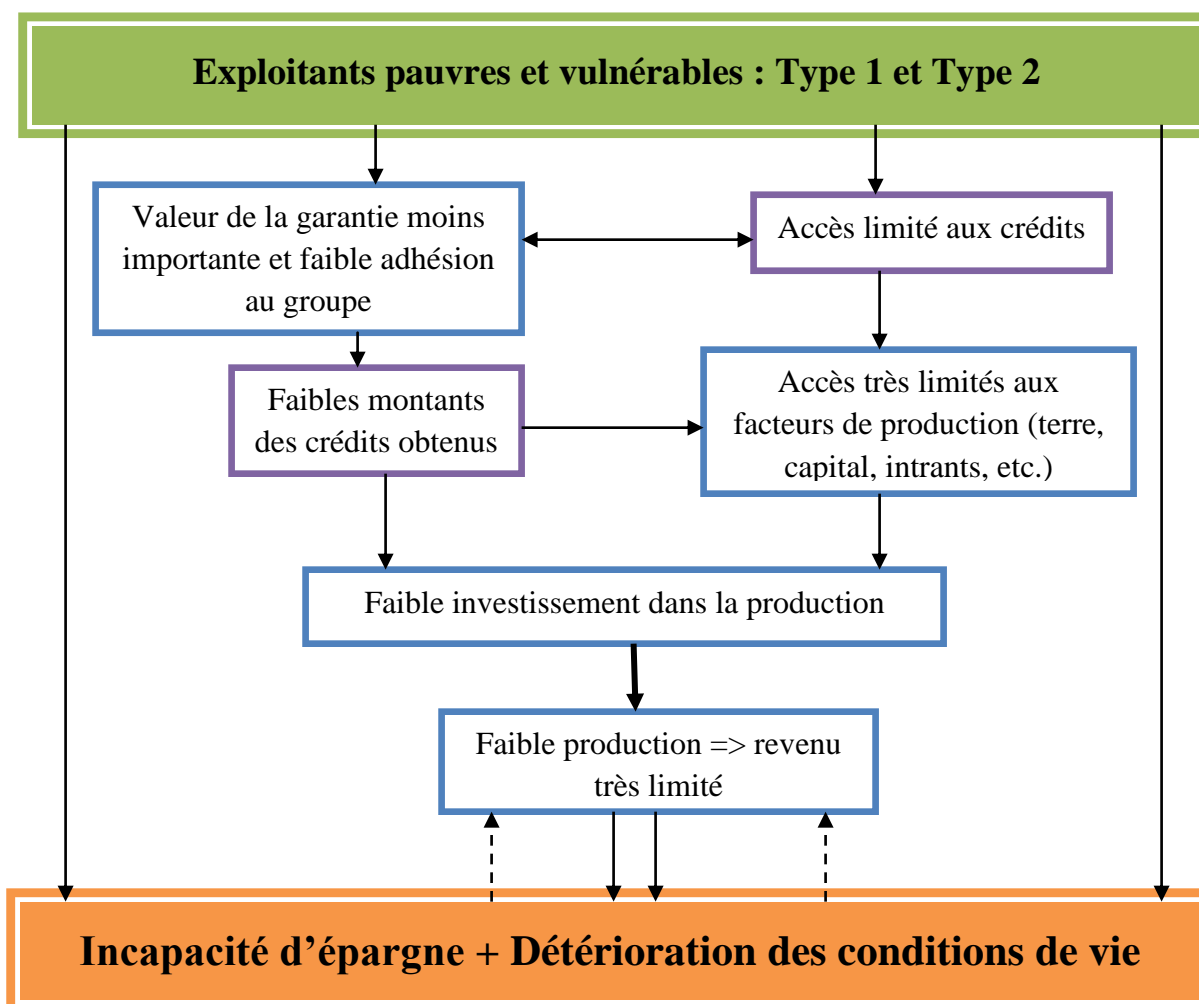 Exploitants pauvres et vulnérables : Type 1 et Type 2
Valeur de la garantie moins
importante et faible adhésion
au groupe
Accès limité aux crédits
Faibles montants
des crédits obtenus
Accès très limités aux
facteurs de production (terre,
capital, intrants, etc.)
Faible investissement dans la production
Faible production => revenu
très limité
Incapacité d’épargne + Détérioration des conditions de vie